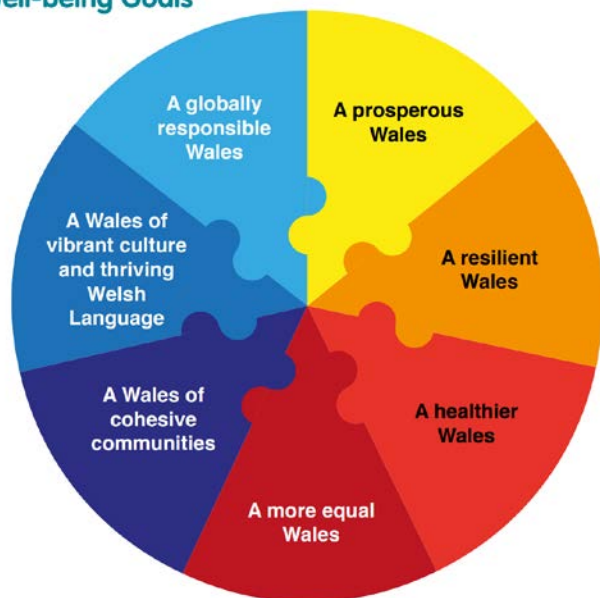 Well-being Goals
A prosperous
Wales
A resilient
Wales
A healthier
Wales
A more equal
Wales
A Wales of
cohesive
communities
A Wales of
vibrant culture
and thriving
Welsh
Language
A globally
responsible
Wales